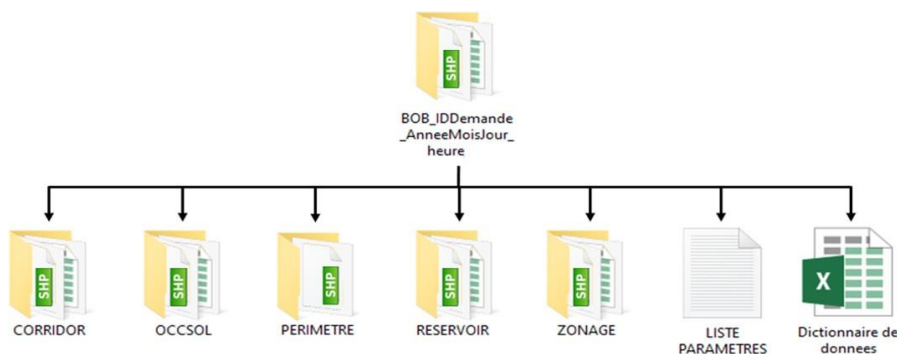 SHP
BOB_IDDemande
_AnneeMoisJour_
heure
SHP
SHP
SHP
SHP
SHP
X
CORRIDOR
OCCSOL
PERIMETRE
RESERVOIR
ZONAGE
LISTE
PARAMETRES
Dictionnaire de
donnees